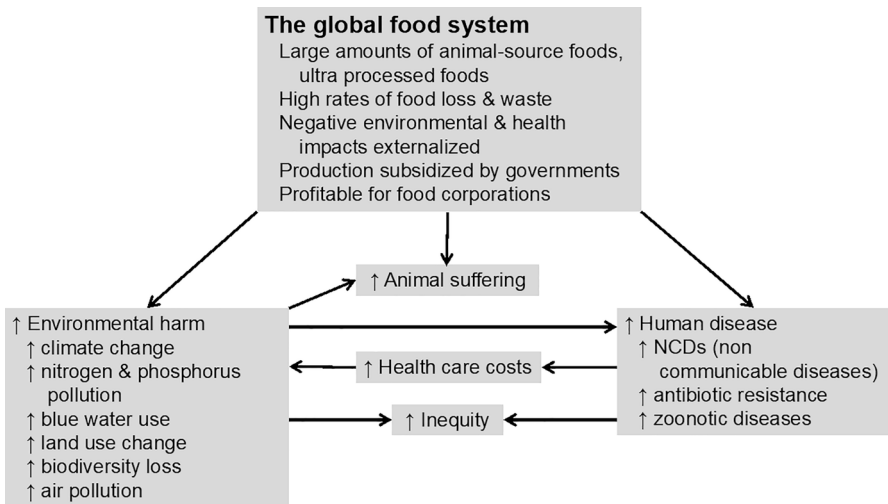 The global food system
Large amounts of animal-source foods,
ultra processed foods
High rates of food loss & waste
Negative environmental & health
impacts externalized
Production subsidized by governments
Profitable for food corporations
↑ Animal suffering
↑ Environmental harm
↑ climate change
↑ nitrogen & phosphorus
pollution
↑ blue water use
↑ land use change
↑ biodiversity loss
↑ air pollution
↑ Health care costs
↑ Inequity
↑ Human disease
↑ NCDs (non
communicable diseases)
↑ antibiotic resistance
↑ zoonotic diseases